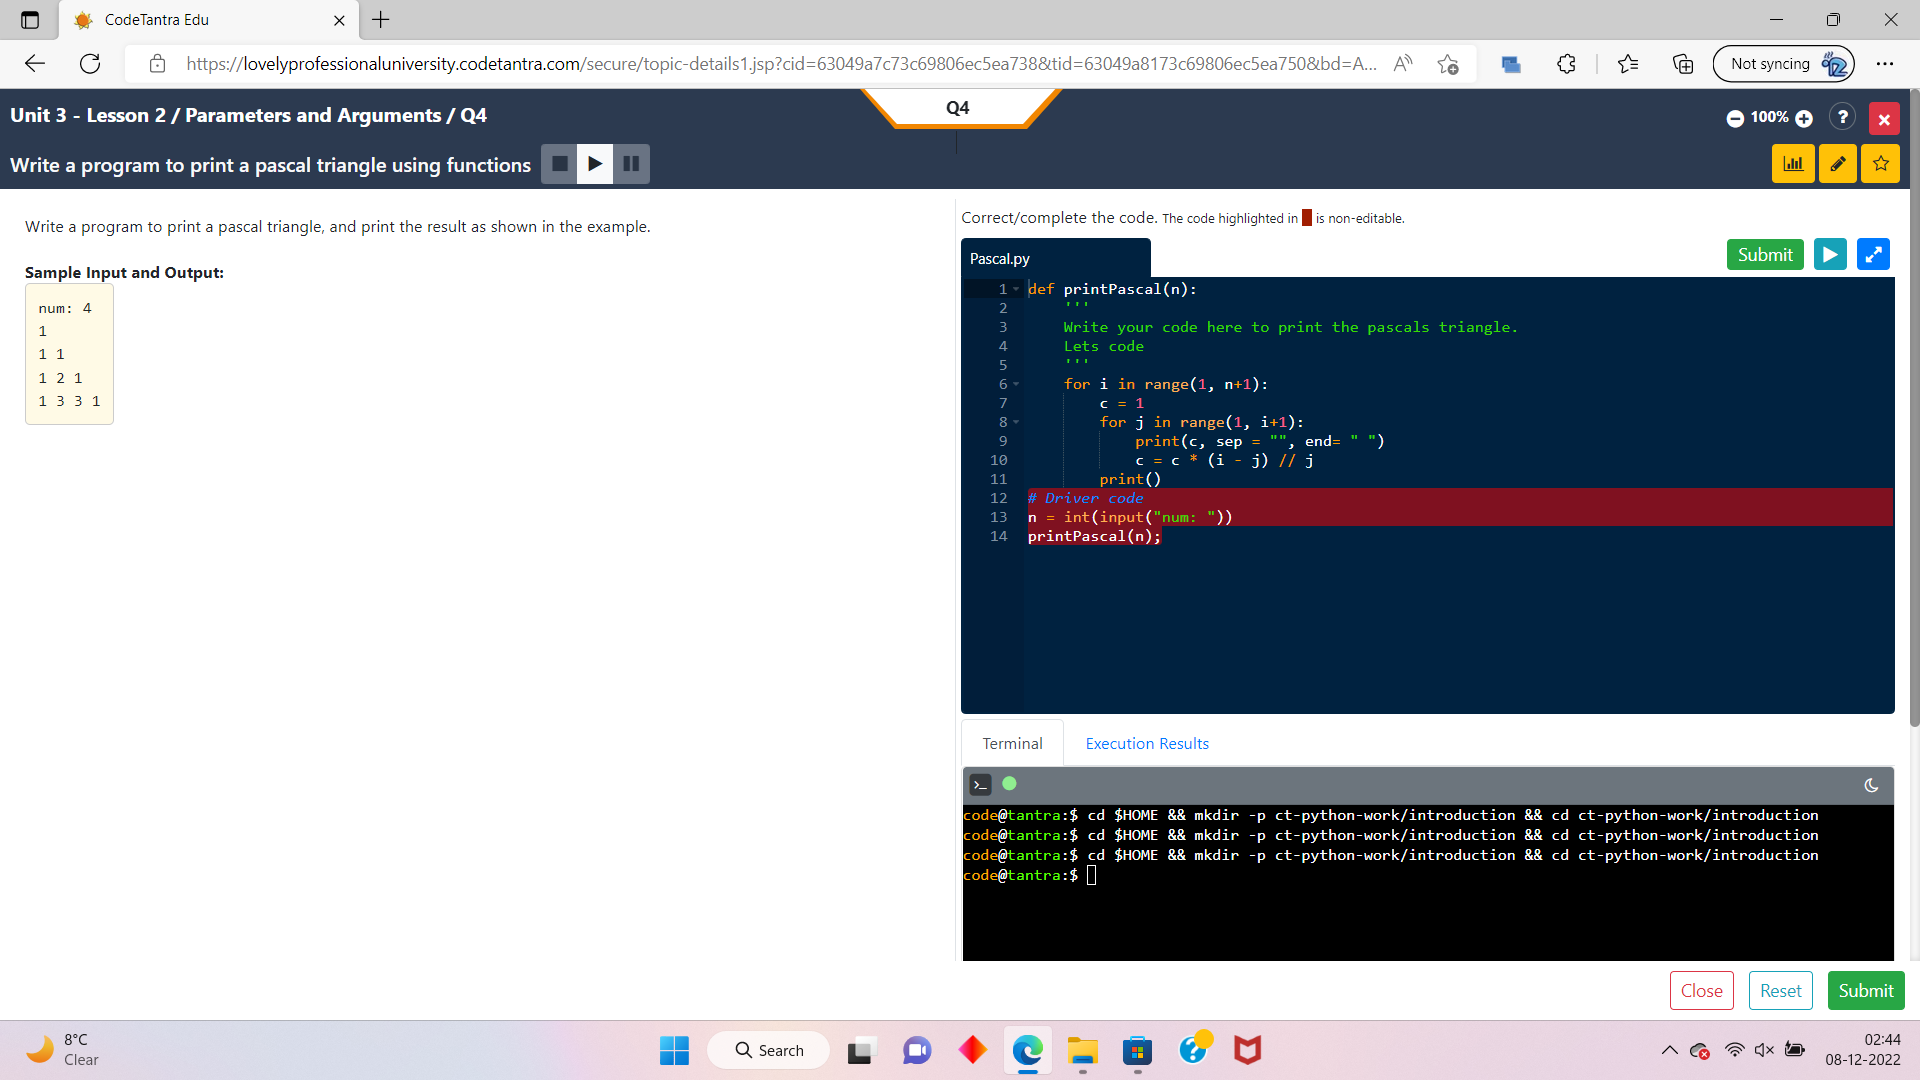 CodeTantra Edu
https://lovelyprofessionaluniversity.codetantra.com/secure/topic-details1.jsp?cid=63049a7c73c69806ec5ea738&tid=63049a8173c69806ec5ea750&bd=A...
Not syncing
Unit 3 - Lesson 2 / Parameters and Arguments / Q4
Q4
100%
?
Write a program to print a pascal triangle using functions
Write a program to print a pascal triangle, and print the result as shown in the example.
Sample Input and Output:
num: 4
1
1 1
1 2 1
1 3 3 1
Correct/complete the code. The code highlighted in is non-editable.
Pascal.py
Submit
1 def printPascal(n):
2 '''
3 Write your code here to print the pascals triangle.
4 Lets code
5 '''
6 for i in range(1, n+1):
7 c = 1
8 for j in range(1, i+1):
9 print(c, sep = "", end= " ")
10 c = c * (i - j) // j
11 print()
12 # Driver code
13 n = int(input("num: "))
14 printPascal(n);
Terminal
Execution Results
code@tantra:$ cd $HOME && mkdir -p ct-python-work/introduction && cd ct-python-work/introduction
code@tantra:$ cd $HOME && mkdir -p ct-python-work/introduction && cd ct-python-work/introduction
code@tantra:$ cd $HOME && mkdir -p ct-python-work/introduction && cd ct-python-work/introduction
code@tantra:$
Close
Reset
Submit
8°C
Clear
Search
02:44
08-12-2022